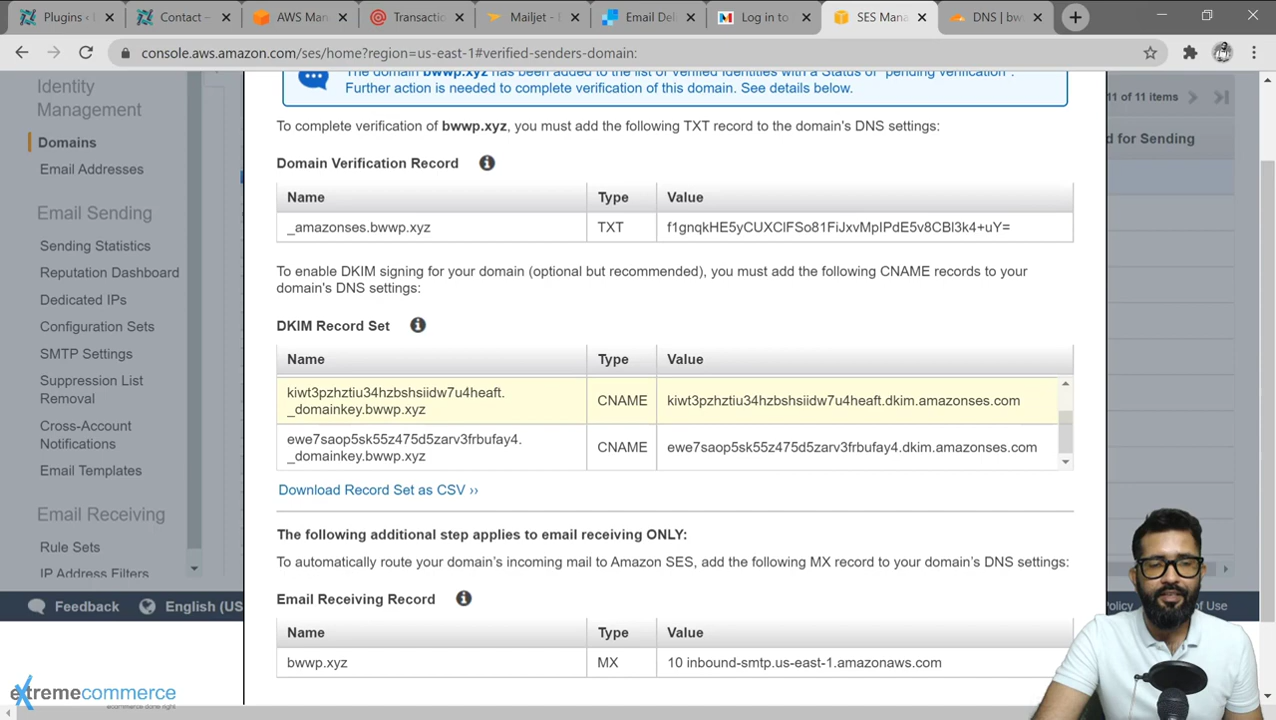 Plugins ‹
Contact –
AWS Man
Transactio
Mailjet - E
Email Deli
Log in to
SES Mana
DNS | bw
console.aws.amazon.com/ses/home?region=us-east-1#verified-senders-domain:
Identity
Management
Domains
Email Addresses
Email Sending
Sending Statistics
Reputation Dashboard
Dedicated IPs
Configuration Sets
SMTP Settings
Suppression List
Removal
Cross-Account
Notifications
Email Templates
Email Receiving
Rule Sets
IP Address Filters
The domain bwwp.xyz has been added to the list of Verified Identities with a Status of "pending verification".
Further action is needed to complete verification of this domain. See details below.
11 of 11 items
d for Sending
To complete verification of bwwp.xyz, you must add the following TXT record to the domain's DNS settings:
Domain Verification Record
Name Type Value
_amazonses.bwwp.xyz TXT f1gnqkHE5yCUXClFSo81FiJxvMpIPdE5v8CBl3k4+uY=
To enable DKIM signing for your domain (optional but recommended), you must add the following CNAME records to your
domain's DNS settings:
DKIM Record Set
Name Type Value
kiwt3pzhztiu34hzbshsiidw7u4heaft.
_domainkey.bwwp.xyz CNAME kiwt3pzhztiu34hzbshsiidw7u4heaft.dkim.amazonses.com
ewe7saop5sk55z475d5zarv3frbufay4.
_domainkey.bwwp.xyz CNAME ewe7saop5sk55z475d5zarv3frbufay4.dkim.amazonses.com
Download Record Set as CSV ››
The following additional step applies to email receiving ONLY:
To automatically route your domain's incoming mail to Amazon SES, add the following MX record to your domain's DNS settings:
Email Receiving Record
Name Type Value
bwwp.xyz MX 10 inbound-smtp.us-east-1.amazonaws.com
Feedback English (US
Policy of Use
extremecommerce
ecommerce done right